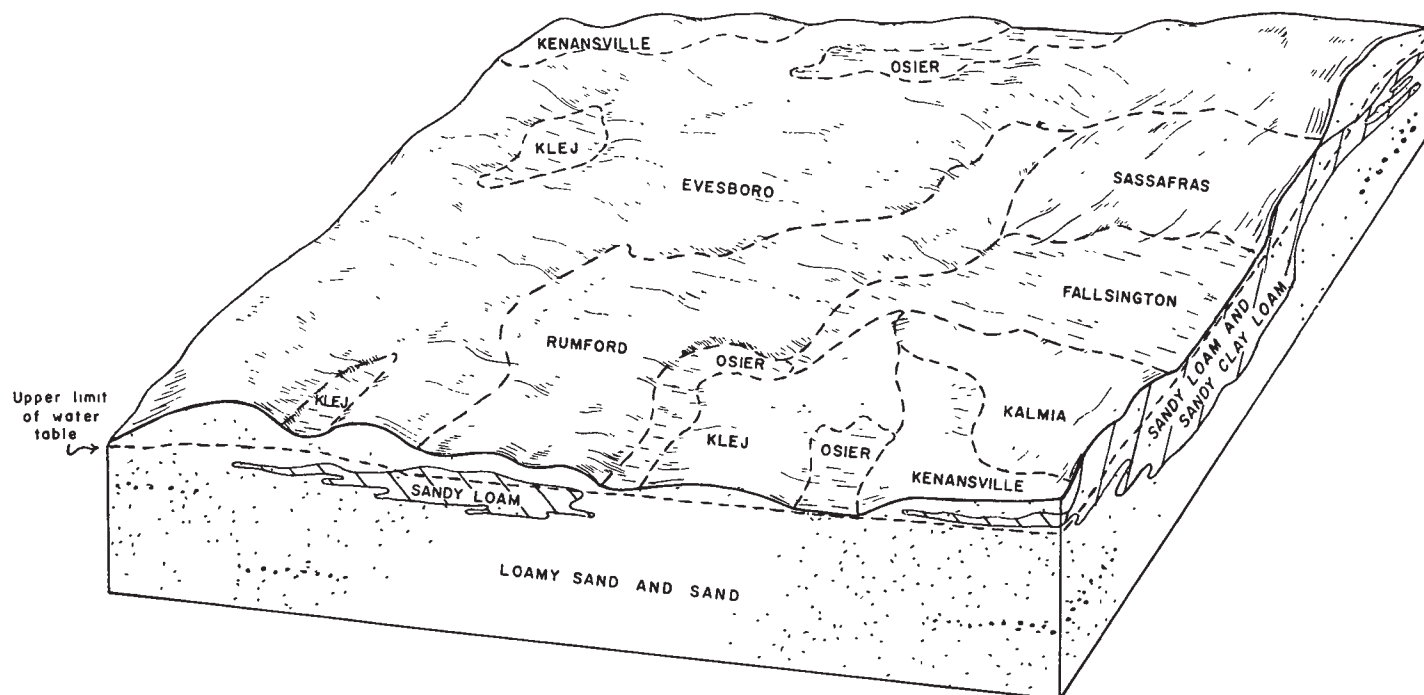 KENANSVILLE
OSIER
KLEJ
EVESBORO
SASSAFRAS
FALLSINGTON
RUMFORD
OSIER
KLEJ
KALMIA
KLEJ
OSIER
KENANSVILLE
Upper limit
of water
table
SANDY LOAM AND
SANDY CLAY LOAM
SANDY LOAM
LOAMY SAND AND SAND